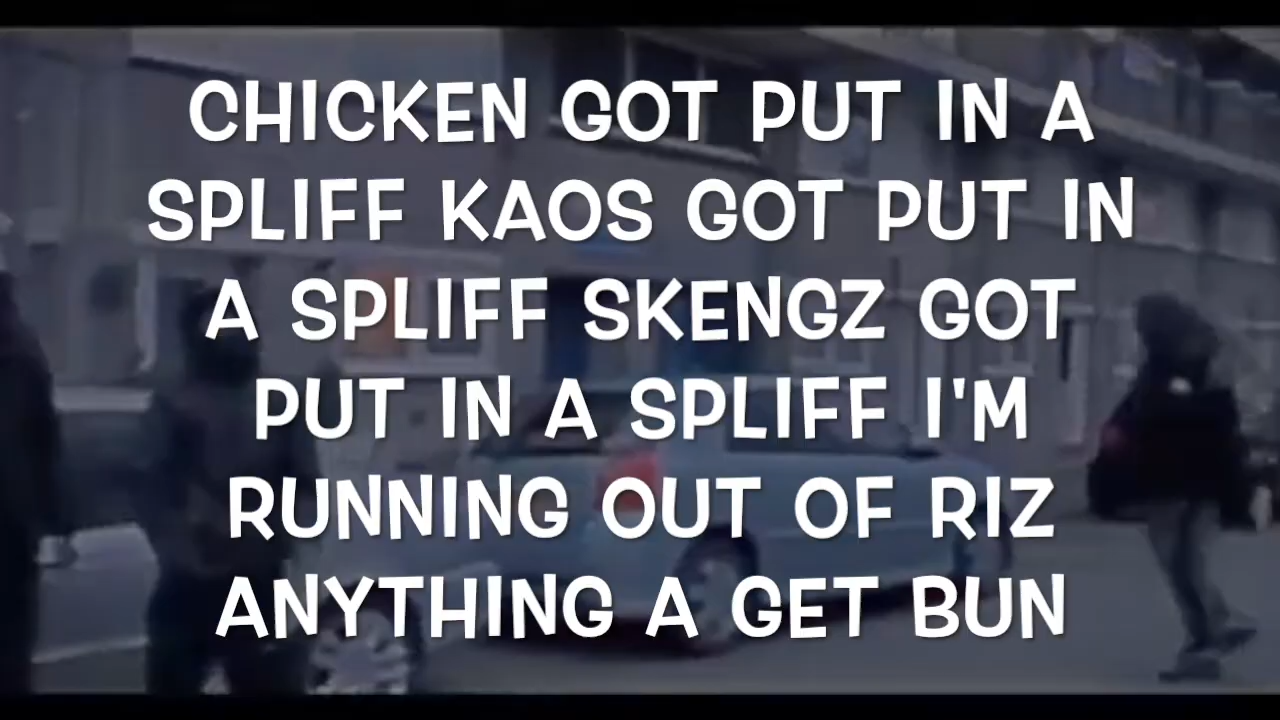 CHICKEN GOT PUT IN A
SPLIFF KAOS GOT PUT IN
A SPLIFF SKENGZ GOT
PUT IN A SPLIFF I'M
RUNNING OUT OF RIZ
ANYTHING A GET BUN